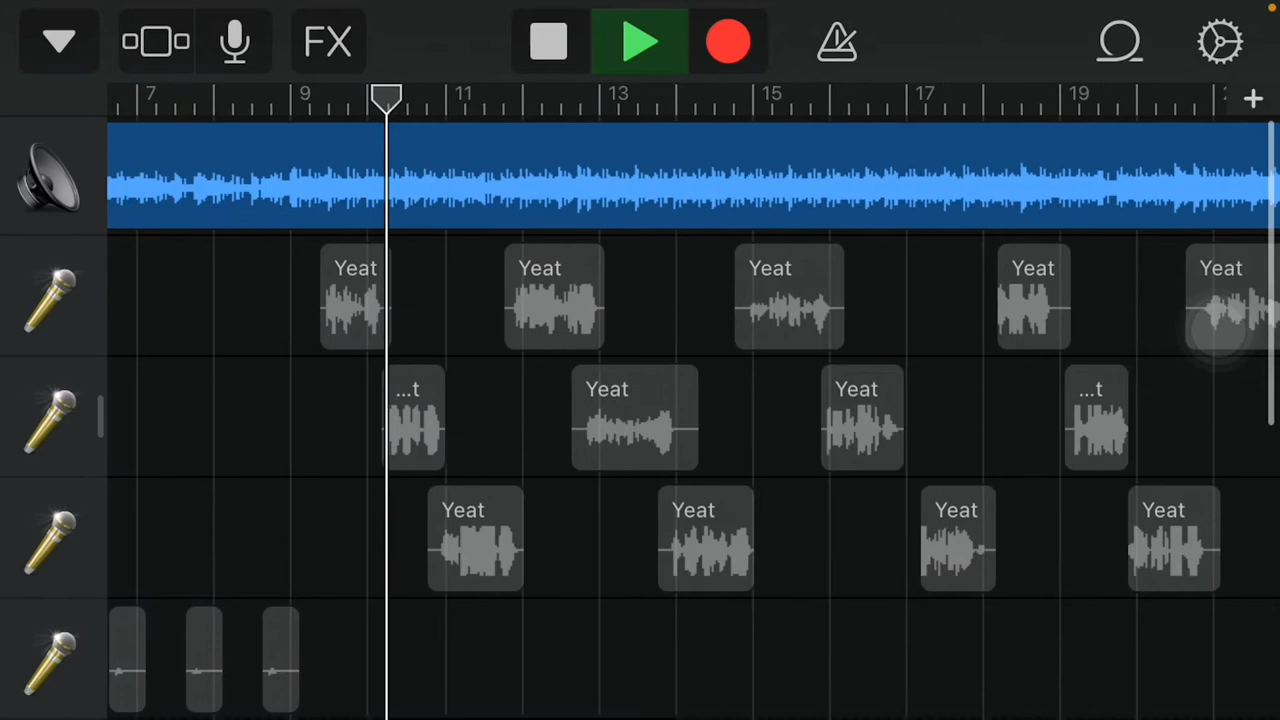 FX
7 9 11 13 15 17 19
Yeat Yeat Yeat Yeat Yeat
...t Yeat Yeat ...t
Yeat Yeat Yeat Yeat